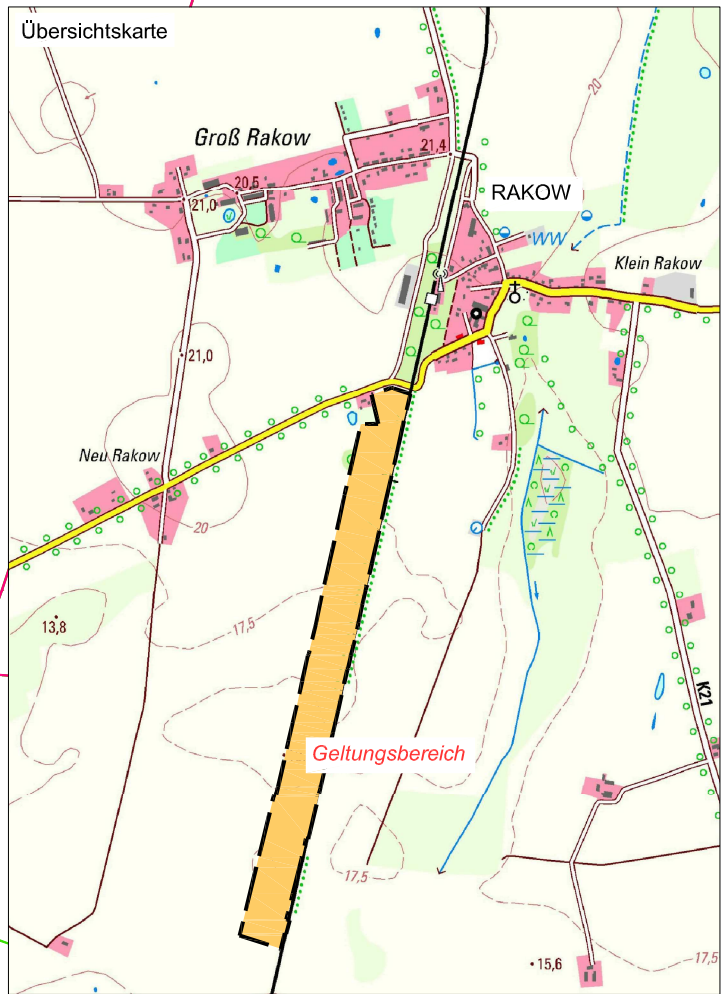 Übersichtskarte
20
Groß Rakow
21,4
20,5
21,0
RAKOW
WW
Klein Rakow
21,0
Neu Rakow
20
13,8
17,5
K21
Geltungsbereich
17,5
15,6
17,5